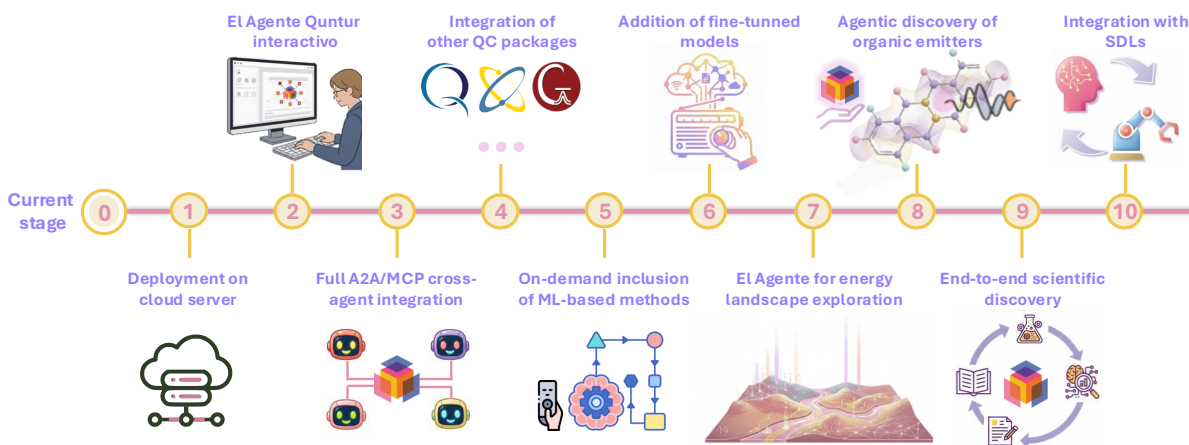 El Agente Quntur
interactivo
Integration of
other QC packages
Addition of fine-tunned
models
Agentic discovery of
organic emitters
Integration with
SDLs
Current
stage
0
1
2
3
4
5
6
7
8
9
10
Deployment on
cloud server
Full A2A/MCP cross-
agent integration
On-demand inclusion
of ML-based methods
El Agente for energy
landscape exploration
End-to-end scientific
discovery